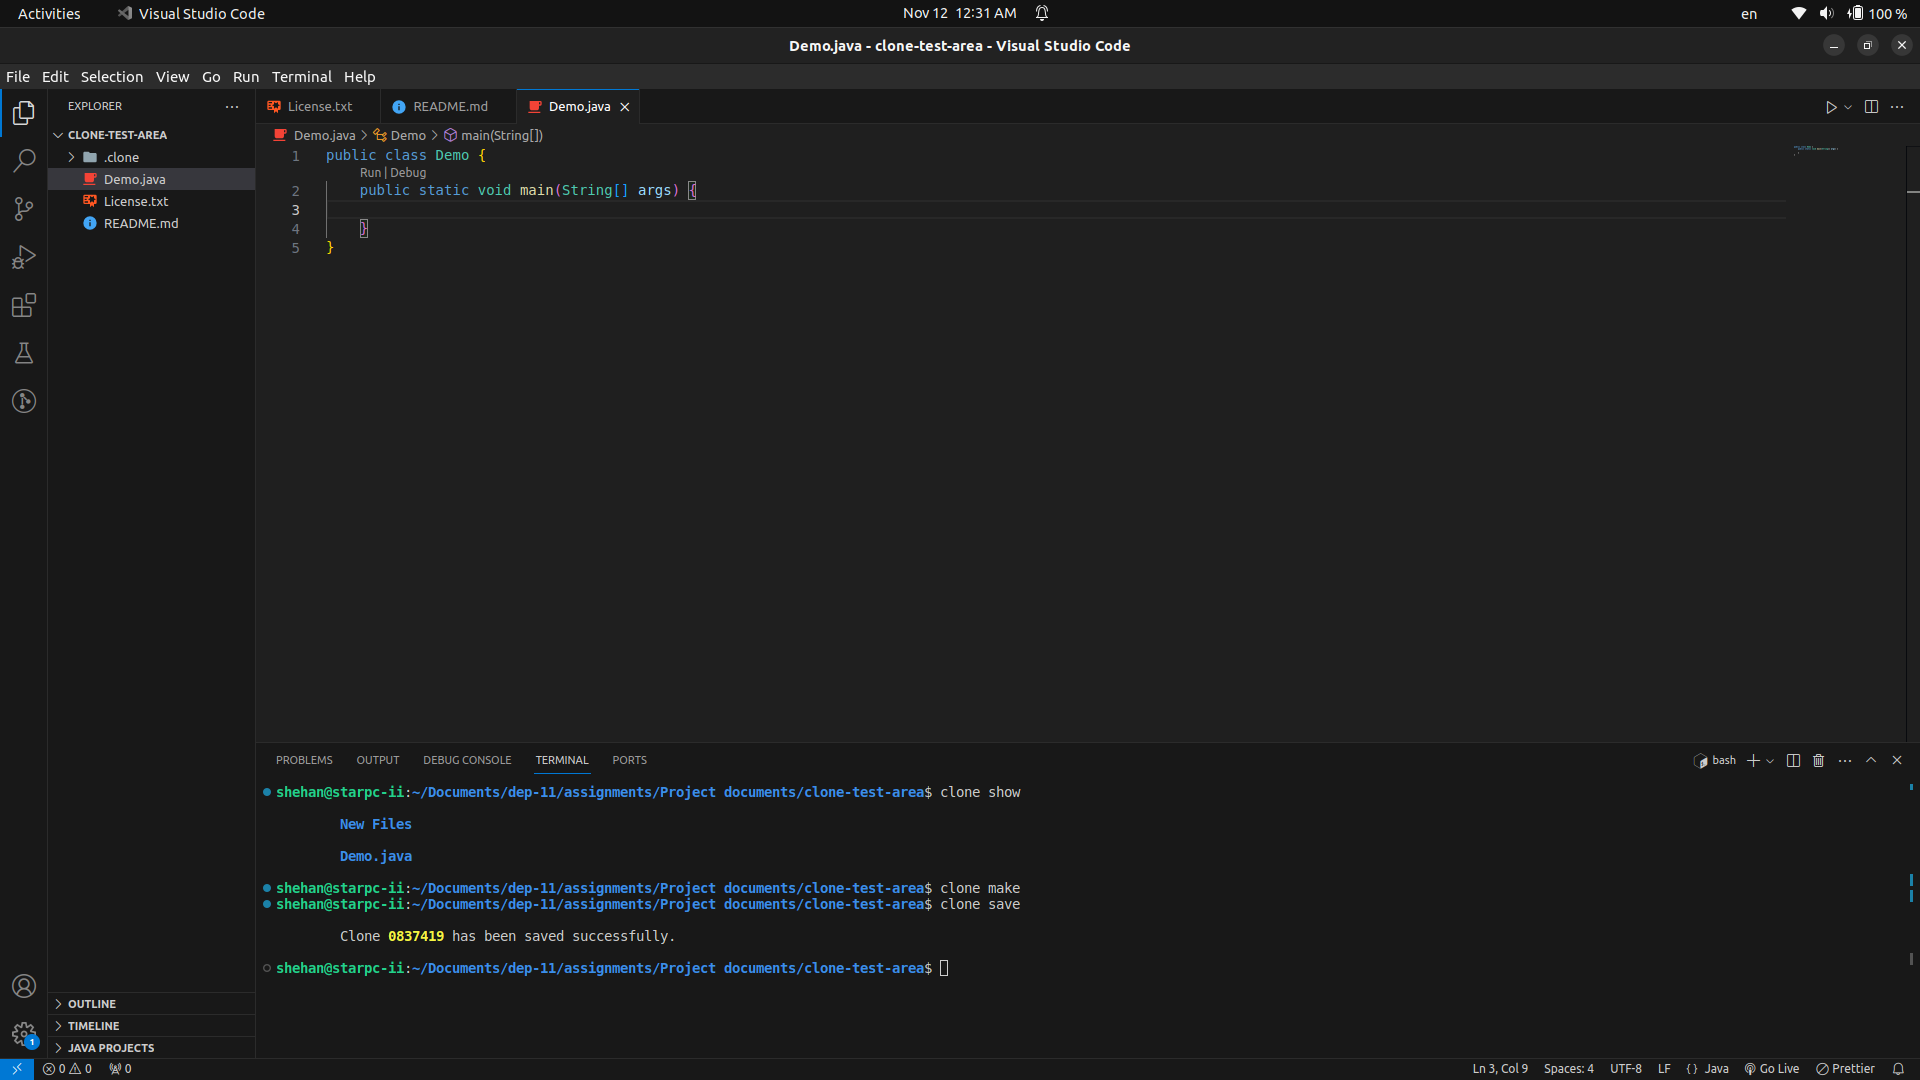 Activities Visual Studio Code Nov 12 12:31 AM en 100 %
Demo.java - clone-test-area - Visual Studio Code
File Edit Selection View Go Run Terminal Help
EXPLORER
CLONE-TEST-AREA
.clone
Demo.java
License.txt
README.md
OUTLINE
TIMELINE
JAVA PROJECTS
License.txt README.md Demo.java
Demo.java > Demo > main(String[])
1 public class Demo {
Run | Debug
2 public static void main(String[] args) {
3
4 }
5 }
PROBLEMS OUTPUT DEBUG CONSOLE TERMINAL PORTS bash
shehan@starpc-ii:~/Documents/dep-11/assignments/Project documents/clone-test-area$ clone show
New Files
Demo.java
shehan@starpc-ii:~/Documents/dep-11/assignments/Project documents/clone-test-area$ clone make
shehan@starpc-ii:~/Documents/dep-11/assignments/Project documents/clone-test-area$ clone save
Clone 0837419 has been saved successfully.
shehan@starpc-ii:~/Documents/dep-11/assignments/Project documents/clone-test-area$
1
0 0 0 Ln 3, Col 9 Spaces: 4 UTF-8 LF {} Java Go Live Prettier